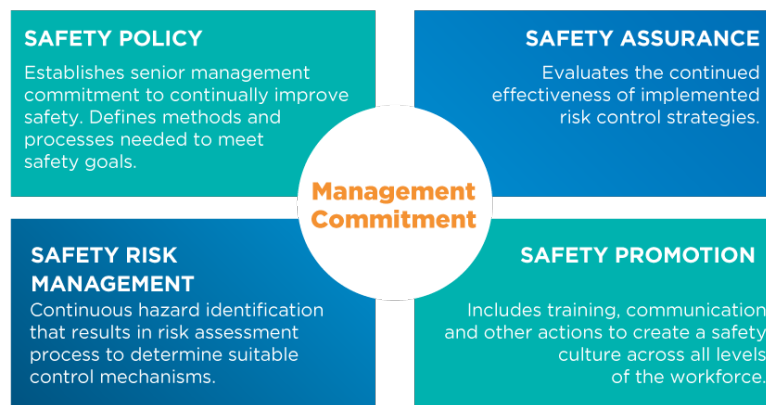 SAFETY POLICY
Establishes senior management
commitment to continually improve
safety. Defines methods and
processes needed to meet
safety goals.
SAFETY ASSURANCE
Evaluates the continued
effectiveness of implemented
risk control strategies.
Management
Commitment
SAFETY RISK
MANAGEMENT
Continuous hazard identification
that results in risk assessment
process to determine suitable
control mechanisms.
SAFETY PROMOTION
Includes training, communication
and other actions to create a safety
culture across all levels
of the workforce.